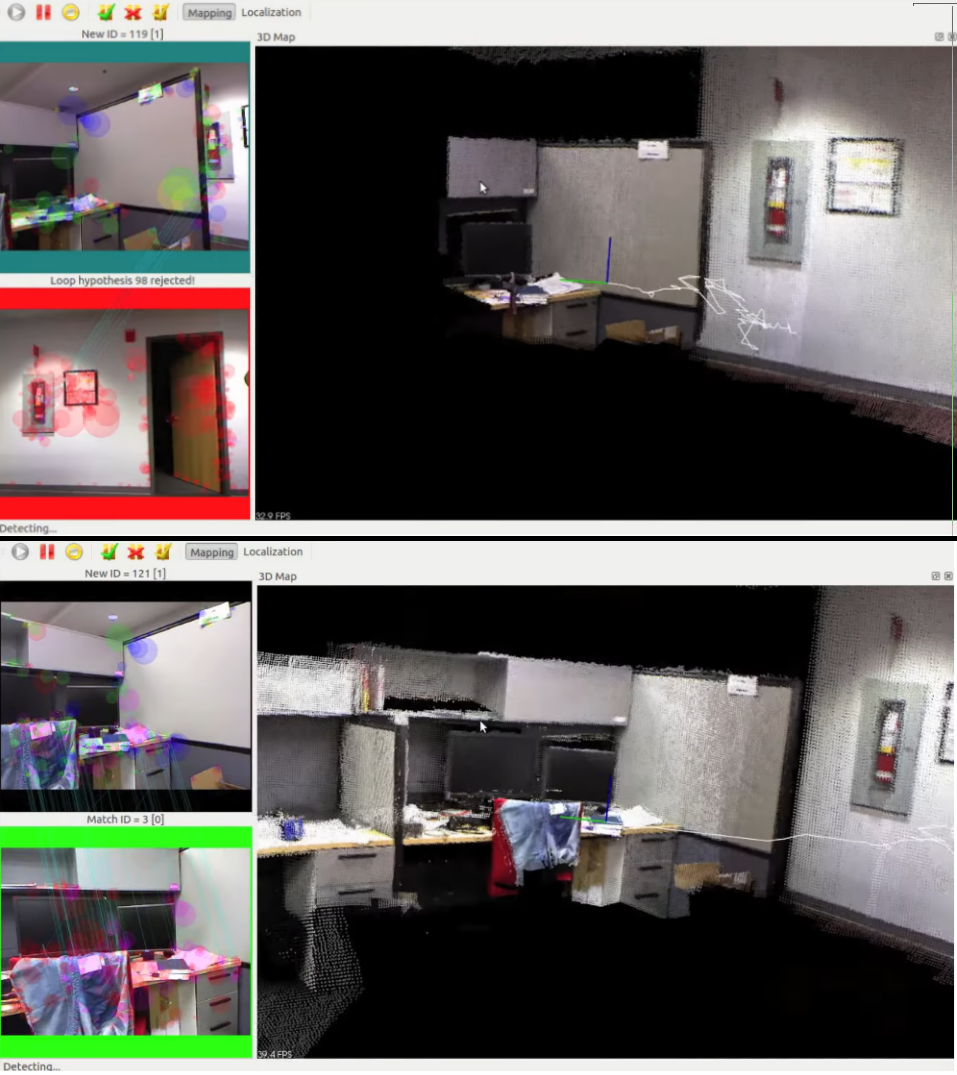 Mapping Localization
New ID = 119 [1]
3D Map
Loop hypothesis 98 rejected!
32.9 FPS
Detecting...
Mapping Localization
New ID = 121 [1]
3D Map
Match ID = 3 [0]
39.4 FPS
Detecting...